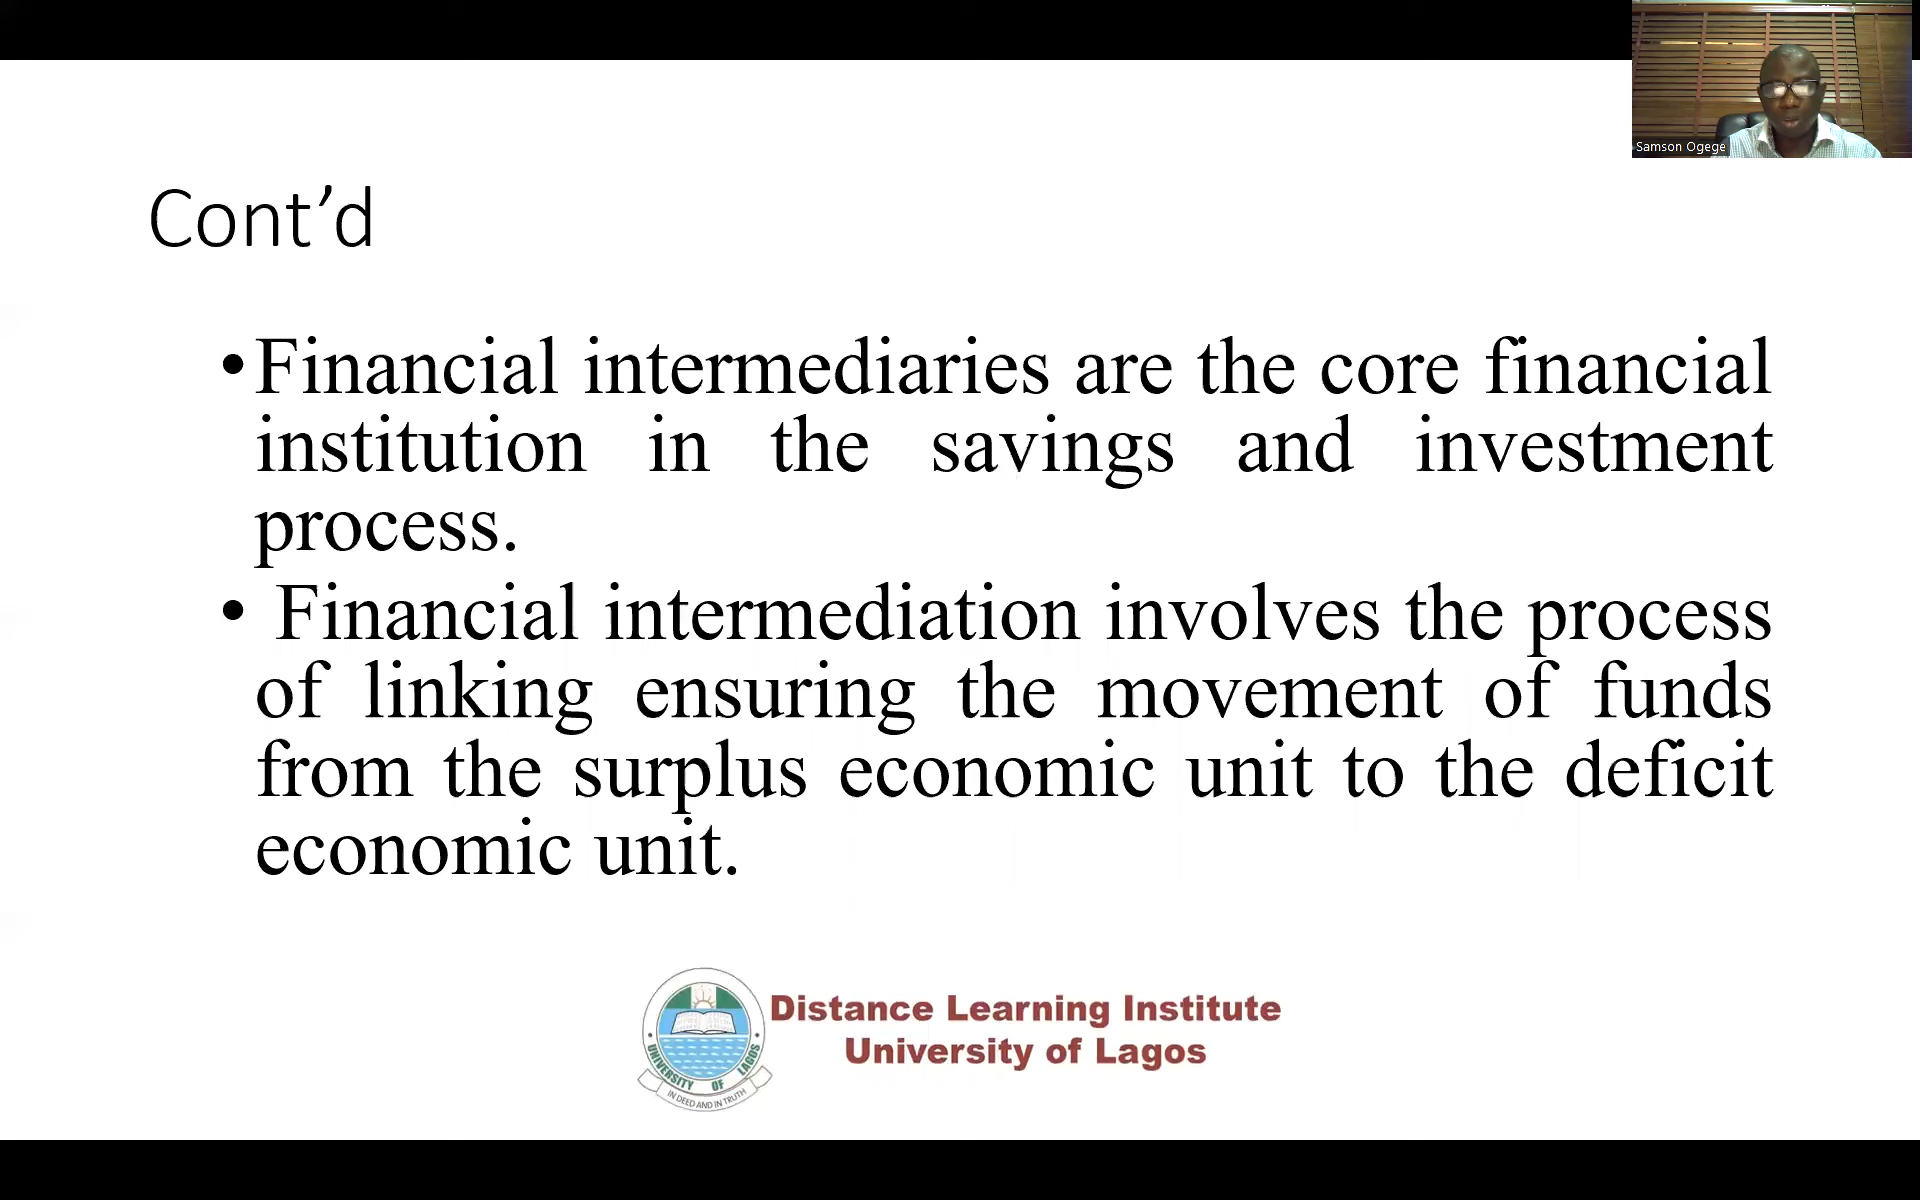 Samson Ogege
Cont’d
•Financial intermediaries are the core financial
institution in the savings and investment
process.
• Financial intermediation involves the process
of linking ensuring the movement of funds
from the surplus economic unit to the deficit
economic unit.
Distance Learning Institute
University of Lagos
UNIVERSITY OF LAGOS
IN DEED AND IN TRUTH